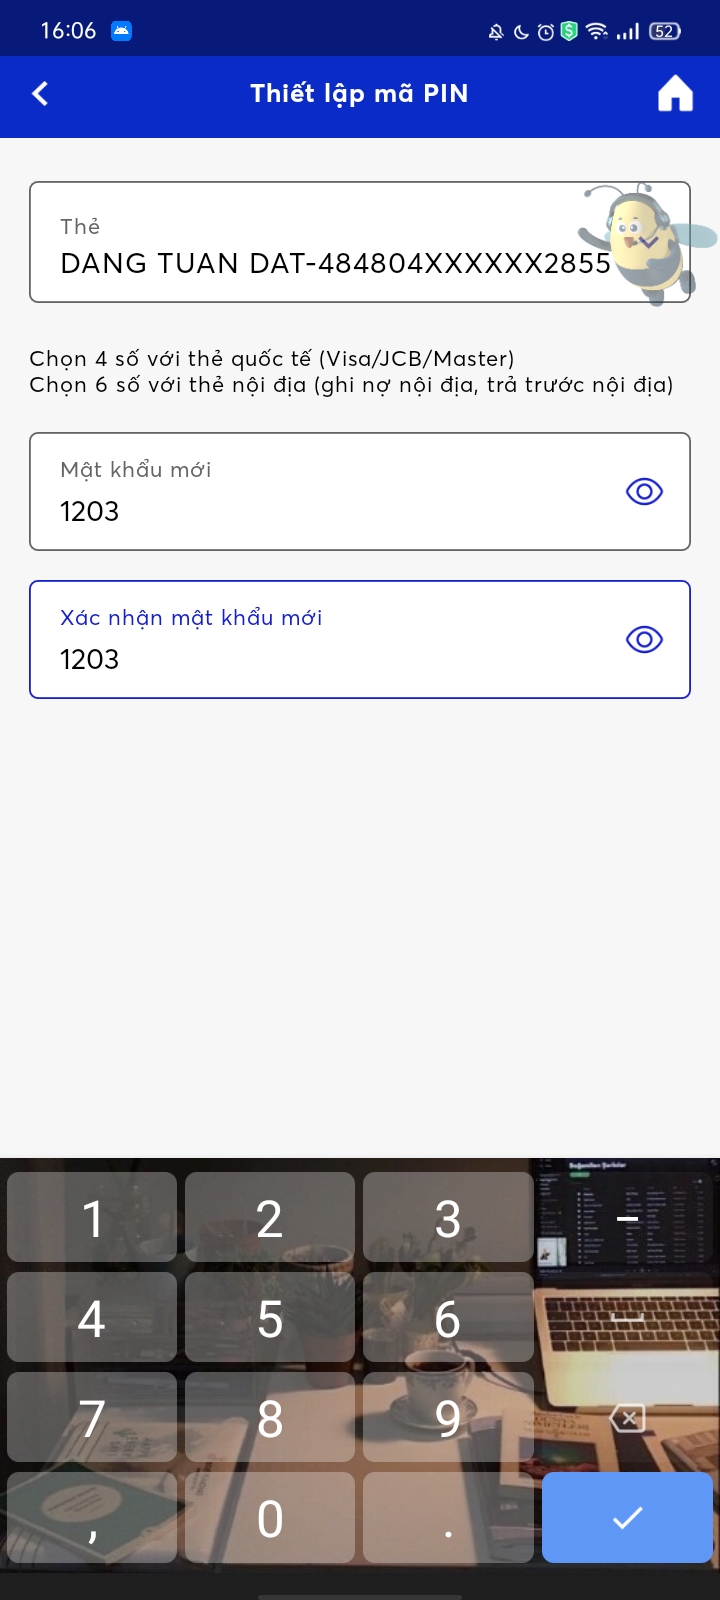 16:06
52
Thiết lập mã PIN
Thẻ
DANG TUAN DAT-484804XXXXXX2855
Chọn 4 số với thẻ quốc tế (Visa/JCB/Master)
Chọn 6 số với thẻ nội địa (ghi nợ nội địa, trả trước nội địa)
Mật khẩu mới
1203
Xác nhận mật khẩu mới
1203
1 2 3 –
4 5 6
7 8 9
, 0 .